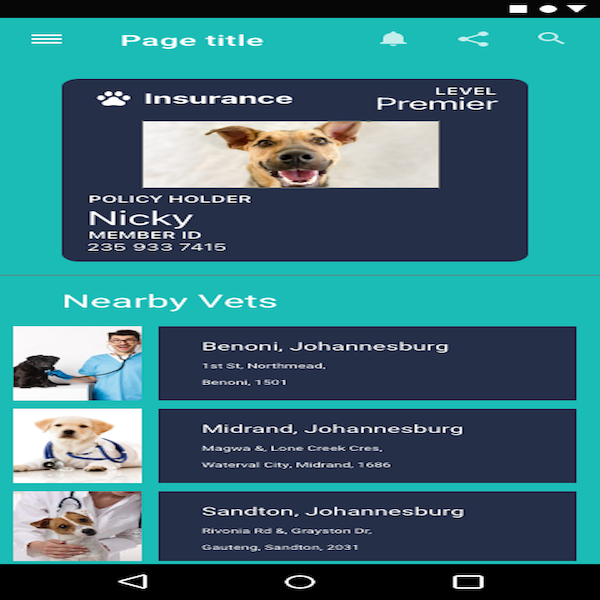 Page title
Insurance
LEVEL
Premier
POLICY HOLDER
Nicky
MEMBER ID
235 933 7415
Nearby Vets
Benoni, Johannesburg
1st St, Northmead,
Benoni, 1501
Midrand, Johannesburg
Magwa &, Lone Creek Cres,
Waterval City, Midrand, 1686
Sandton, Johannesburg
Rivonia Rd &, Grayston Dr,
Gauteng, Sandton, 2031